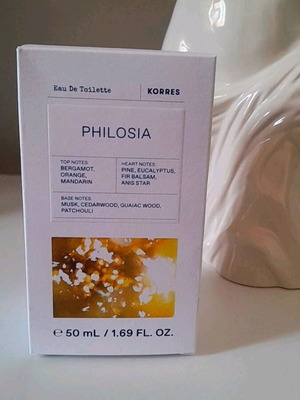 Eau De Toilette
KORRES
PHILOSIA
TOP NOTES:
BERGAMOT,
ORANGE,
MANDARIN
HEART NOTES:
PINE, EUCALYPTUS,
FIR BALSAM,
ANIS STAR
BASE NOTES:
MUSK, CEDARWOOD, GUAIAC WOOD,
PATCHOULI
℮ 50 mL / 1.69 FL. OZ.